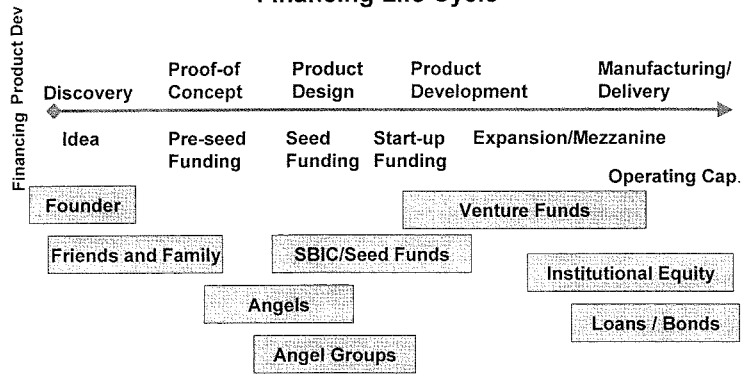 Financing Life Cycle
Financing Product Dev
Discovery
Proof-of
Concept
Product
Design
Product
Development
Manufacturing/
Delivery
Idea
Pre-seed
Funding
Seed
Funding
Start-up
Funding
Expansion/Mezzanine
Operating Cap.
Founder
Venture Funds
Friends and Family
SBIC/Seed Funds
Institutional Equity
Angels
Loans / Bonds
Angel Groups